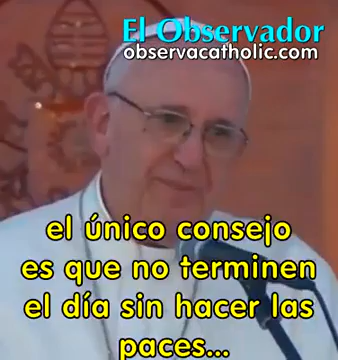 El Observador
observacatholic.com
el único consejo
es que no terminen
el día sin hacer las
paces...